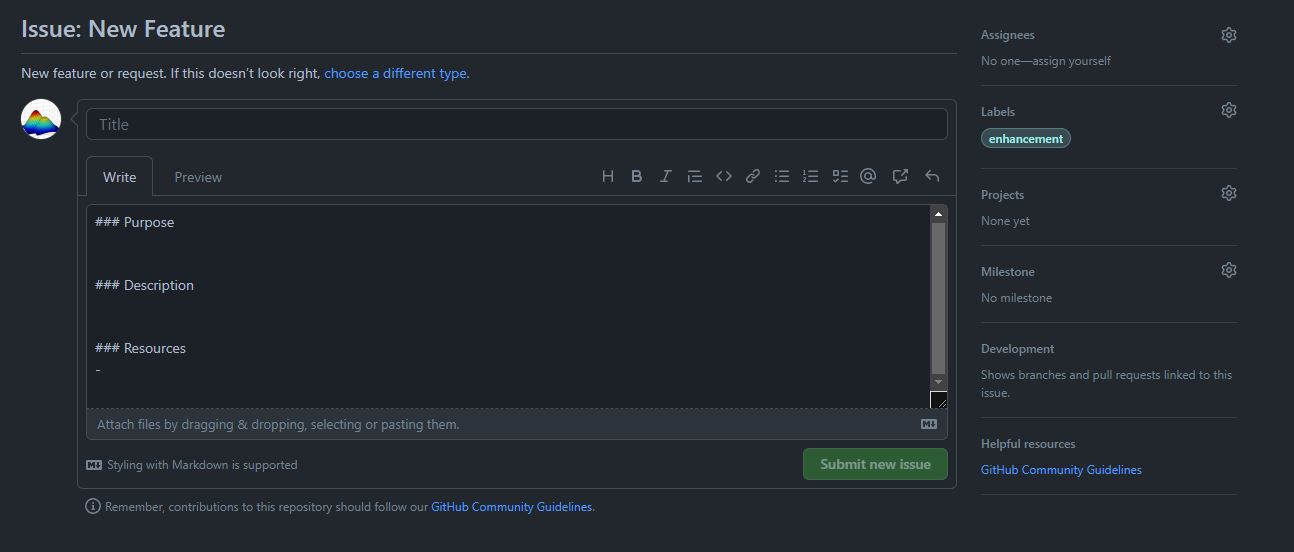 Issue: New Feature
New feature or request. If this doesn’t look right, choose a different type.
Title
Write
Preview
### Purpose
### Description
### Resources
-
Attach files by dragging & dropping, selecting or pasting them.
Styling with Markdown is supported
Submit new issue
Remember, contributions to this repository should follow our GitHub Community Guidelines.
Assignees
No one—assign yourself
Labels
enhancement
Projects
None yet
Milestone
No milestone
Development
Shows branches and pull requests linked to this
issue.
Helpful resources
GitHub Community Guidelines